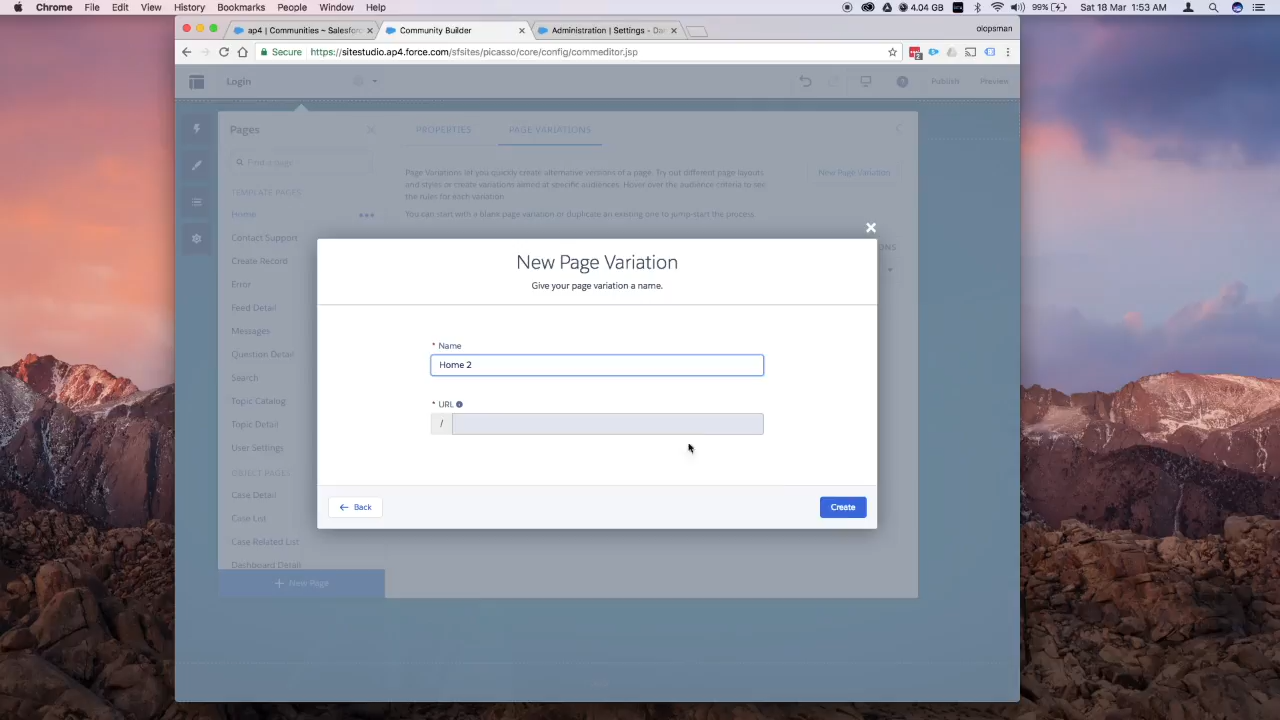 Chrome File Edit View History Bookmarks People Window Help 4.04 GB 99% Sat 18 Mar 1:53 AM
ap4 | Communities ~ Salesforc
Community Builder
Administration | Settings - Dar
olopsman
Secure https://sitestudio.ap4.force.com/sfsites/picasso/core/config/commeditor.jsp
Login
Publish
Preview
Pages
PROPERTIES
PAGE VARIATIONS
Find a page
Page Variations let you quickly create alternative versions of a page. Try out different page layouts
and styles or create variations aimed at specific audiences. Hover over the audience criteria to see
the rules for each variation.
New Page Variation
You can start with a blank page variation or duplicate an existing one to jump-start the process.
TEMPLATE PAGES
Home
Contact Support
Create Record
Error
Feed Detail
Messages
Question Detail
Search
Topic Catalog
Topic Detail
User Settings
OBJECT PAGES
Case Detail
Case List
Case Related List
Dashboard Detail
New Page
New Page Variation
Give your page variation a name.
* Name
Home 2
* URL
/
Back
Create